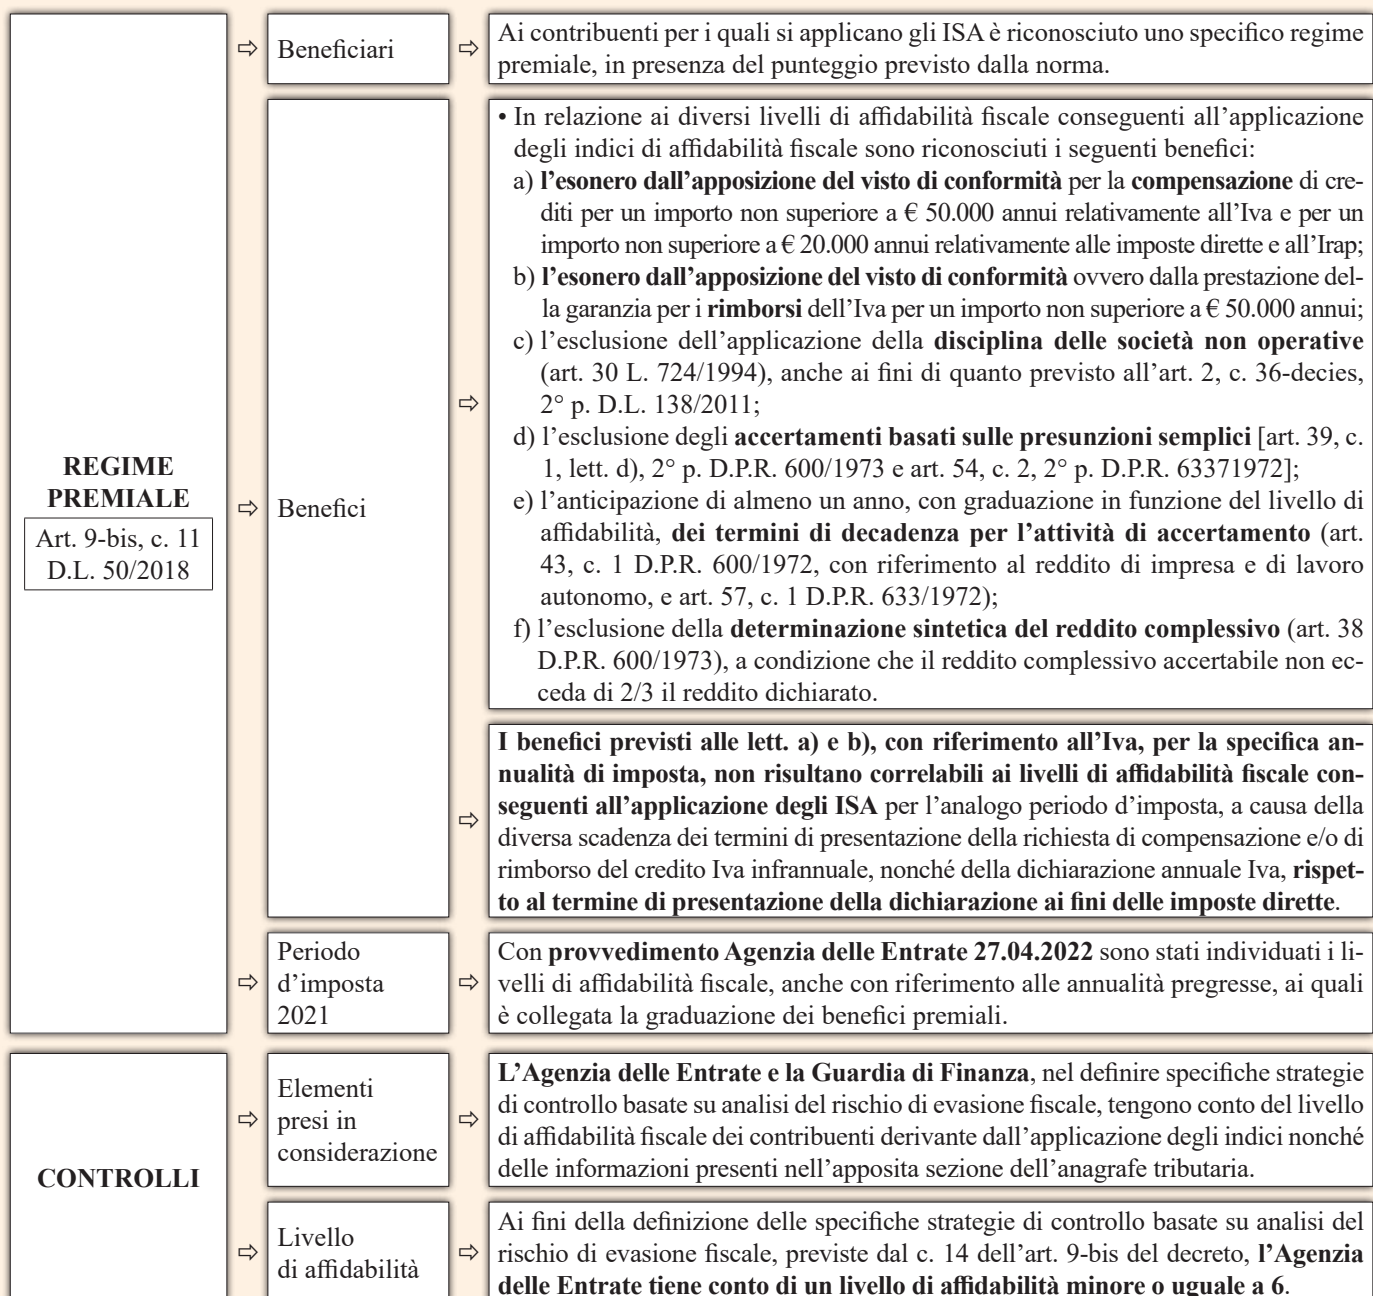 REGIME
PREMIALE
Art. 9-bis, c. 11
D.L. 50/2018
⇨ Beneficiari ⇨
Ai contribuenti per i quali si applicano gli ISA è riconosciuto uno specifico regime
premiale, in presenza del punteggio previsto dalla norma.
⇨ Benefici ⇨
• In relazione ai diversi livelli di affidabilità fiscale conseguenti all’applicazione
degli indici di affidabilità fiscale sono riconosciuti i seguenti benefici:
a) l’esonero dall’apposizione del visto di conformità per la compensazione di cre-
diti per un importo non superiore a € 50.000 annui relativamente all’Iva e per un
importo non superiore a € 20.000 annui relativamente alle imposte dirette e all’Irap;
b) l’esonero dall’apposizione del visto di conformità ovvero dalla prestazione del-
la garanzia per i rimborsi dell’Iva per un importo non superiore a € 50.000 annui;
c) l’esclusione dell’applicazione della disciplina delle società non operative
(art. 30 L. 724/1994), anche ai fini di quanto previsto all’art. 2, c. 36-decies,
2° p. D.L. 138/2011;
d) l’esclusione degli accertamenti basati sulle presunzioni semplici [art. 39, c.
1, lett. d), 2° p. D.P.R. 600/1973 e art. 54, c. 2, 2° p. D.P.R. 63371972];
e) l’anticipazione di almeno un anno, con graduazione in funzione del livello di
affidabilità, dei termini di decadenza per l’attività di accertamento (art.
43, c. 1 D.P.R. 600/1972, con riferimento al reddito di impresa e di lavoro
autonomo, e art. 57, c. 1 D.P.R. 633/1972);
f) l’esclusione della determinazione sintetica del reddito complessivo (art. 38
D.P.R. 600/1973), a condizione che il reddito complessivo accertabile non ec-
ceda di 2/3 il reddito dichiarato.
⇨
I benefici previsti alle lett. a) e b), con riferimento all’Iva, per la specifica an-
nualità di imposta, non risultano correlabili ai livelli di affidabilità fiscale con-
seguenti all’applicazione degli ISA per l’analogo periodo d’imposta, a causa della
diversa scadenza dei termini di presentazione della richiesta di compensazione e/o di
rimborso del credito Iva infrannuale, nonché della dichiarazione annuale Iva, rispet-
to al termine di presentazione della dichiarazione ai fini delle imposte dirette.
Periodo
⇨ d’imposta ⇨
2021
Con provvedimento Agenzia delle Entrate 27.04.2022 sono stati individuati i li-
velli di affidabilità fiscale, anche con riferimento alle annualità pregresse, ai quali
è collegata la graduazione dei benefici premiali.
CONTROLLI
Elementi
⇨ presi in ⇨
considerazione
L’Agenzia delle Entrate e la Guardia di Finanza, nel definire specifiche strategie
di controllo basate su analisi del rischio di evasione fiscale, tengono conto del livello
di affidabilità fiscale dei contribuenti derivante dall’applicazione degli indici nonché
delle informazioni presenti nell’apposita sezione dell’anagrafe tributaria.
⇨ Livello ⇨
di affidabilità
Ai fini della definizione delle specifiche strategie di controllo basate su analisi del
rischio di evasione fiscale, previste dal c. 14 dell’art. 9-bis del decreto, l’Agenzia
delle Entrate tiene conto di un livello di affidabilità minore o uguale a 6.